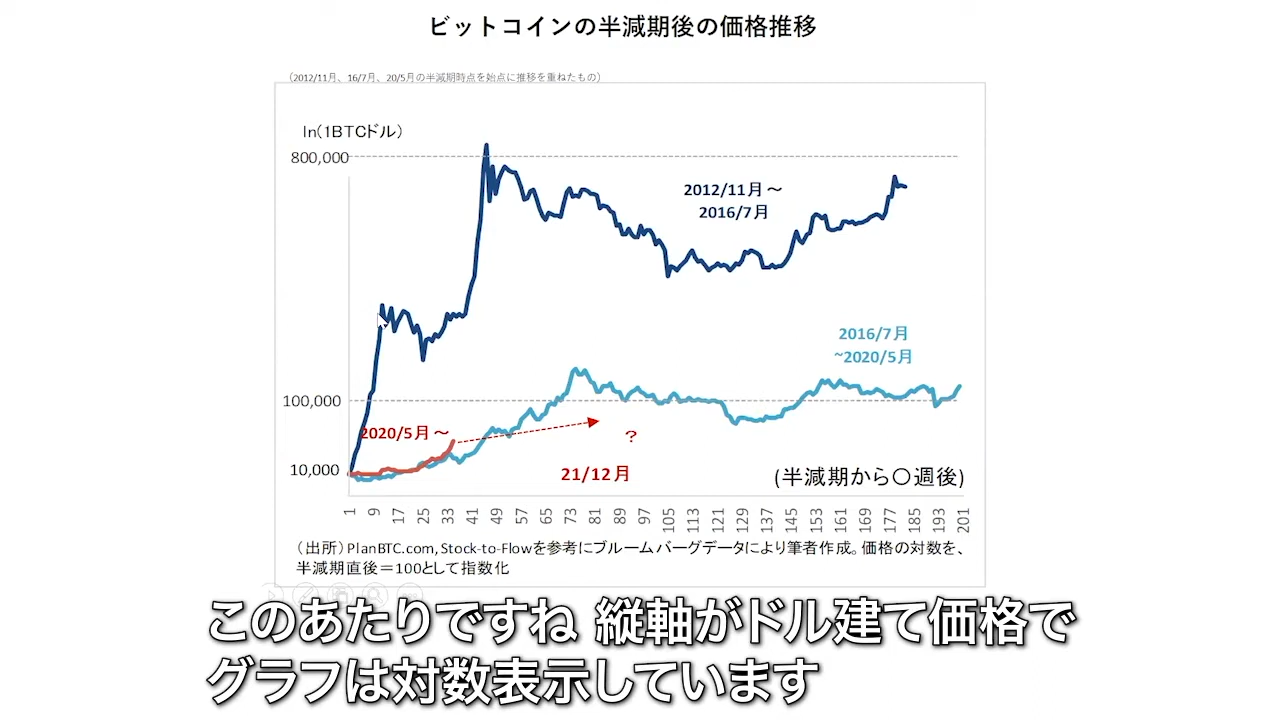 ビットコインの半減期後の価格推移
(2012/11月、16/7月、20/5月の半減期時点を始点に推移を重ねたもの)
ln(1BTCドル)
800,000
2012/11月～
2016/7月
2016/7月
~2020/5月
100,000
2020/5月～
?
10,000
21/12月
(半減期から〇週後)
1 9 17 25 33 41 49 57 65 73 81 89 97 105 113 121 129 137 145 153 161 169 177 185 193 201
(出所)PlanBTC.com, Stock-to-Flowを参考にブルームバーグデータにより筆者作成。価格の対数を、
半減期直後=100として指数化
このあたりですね 縦軸がドル建て価格で
グラフは対数表示しています